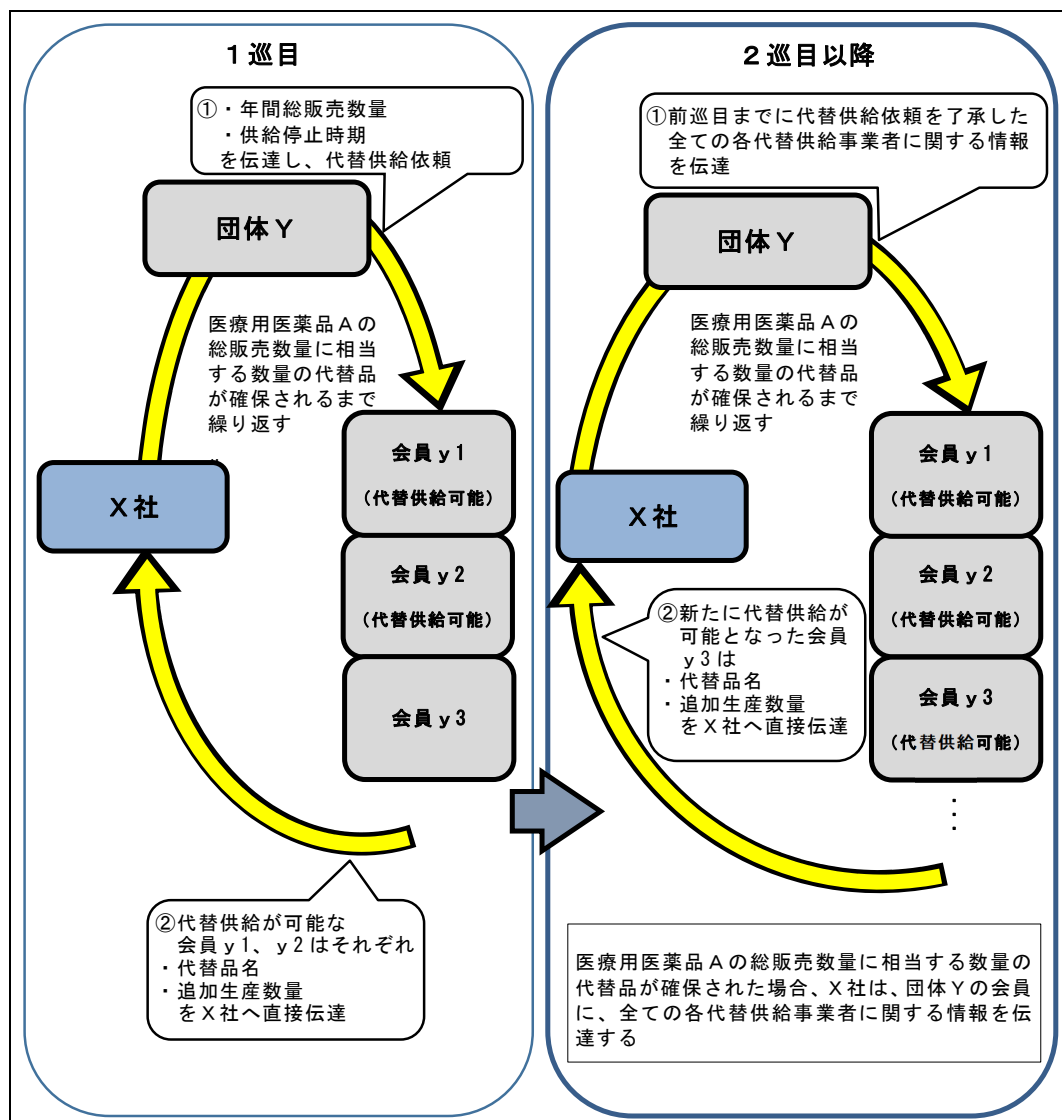 １巡目
①・年間総販売数量
・供給停止時期
を伝達し、代替供給依頼
団体Ｙ
医療用医薬品Ａの
総販売数量に相当
する数量の代替品
が確保されるまで
繰り返す
Ｘ社
会員ｙ1
（代替供給可能）
会員ｙ2
（代替供給可能）
会員ｙ3
②代替供給が可能な
会員ｙ1、ｙ2はそれぞれ
・代替品名
・追加生産数量
をＸ社へ直接伝達
２巡目以降
①前巡目までに代替供給依頼を了承した
全ての各代替供給事業者に関する情報
を伝達
団体Ｙ
医療用医薬品Ａの
総販売数量に相当
する数量の代替品
が確保されるまで
繰り返す
Ｘ社
会員ｙ1
（代替供給可能）
会員ｙ2
（代替供給可能）
会員ｙ3
（代替供給可能）
②新たに代替供給が
可能となった会員
ｙ3は
・代替品名
・追加生産数量
をＸ社へ直接伝達
・・・
医療用医薬品Ａの総販売数量に相当する数量の
代替品が確保された場合、Ｘ社は、団体Ｙの会員
に、全ての各代替供給事業者に関する情報を伝
達する